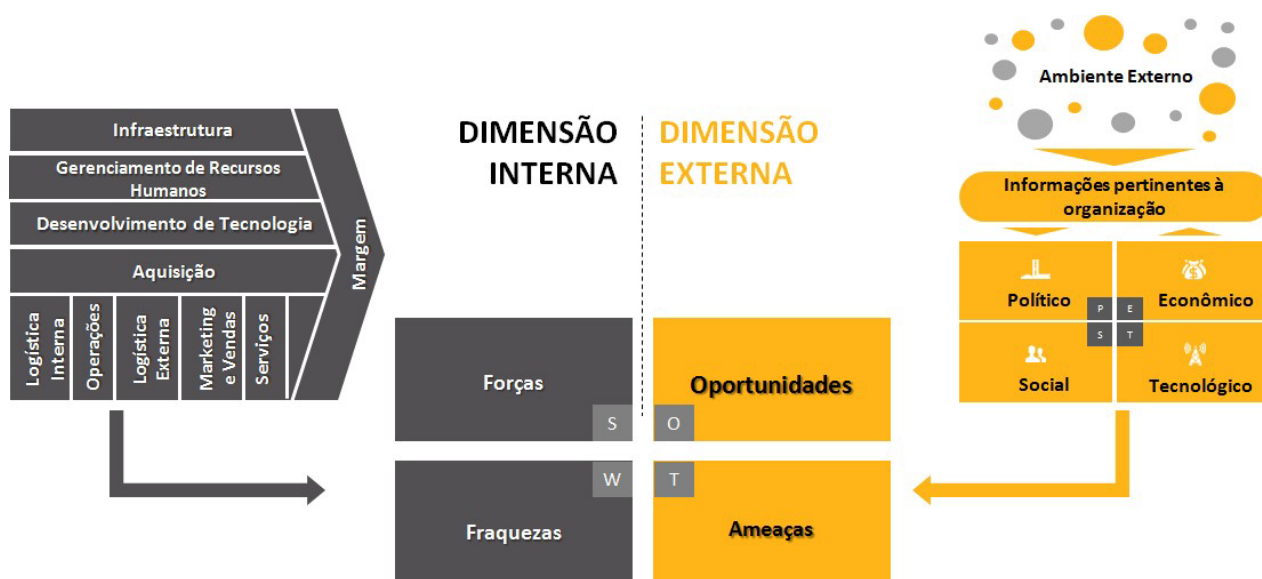 Infraestrutura
Gerenciamento de Recursos
Humanos
Desenvolvimento de Tecnologia
Aquisição
Logística
Interna
Operações
Logística
Externa
Marketing
e Vendas
Serviços
Margem
DIMENSÃO
INTERNA
DIMENSÃO
EXTERNA
Forças
S
Oportunidades
O
W
Fraquezas
T
Ameaças
Ambiente Externo
Informações pertinentes à
organização
Político
P
Econômico
E
Social
S
Tecnológico
T